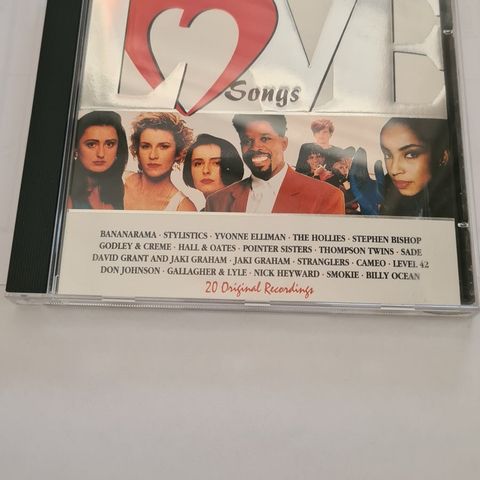 LOVE
Songs
BANANARAMA · STYLISTICS · YVONNE ELLIMAN · THE HOLLIES · STEPHEN BISHOP
GODLEY & CREME · HALL & OATES · POINTER SISTERS · THOMPSON TWINS · SADE
DAVID GRANT AND JAKI GRAHAM · JAKI GRAHAM · STRANGLERS · CAMEO · LEVEL 42
DON JOHNSON · GALLAGHER & LYLE · NICK HEYWARD · SMOKIE · BILLY OCEAN
20 Original Recordings